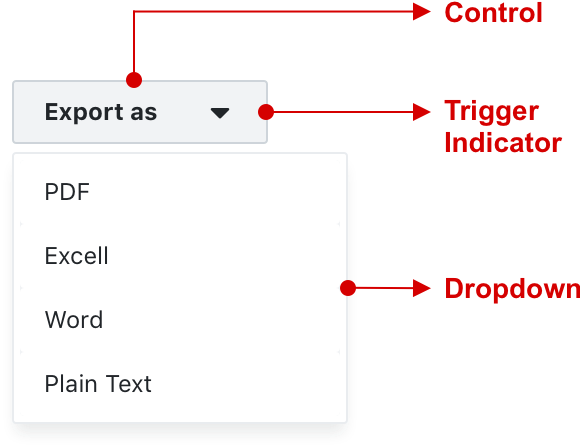 Control
Export as
Trigger
Indicator
PDF
Excell
Dropdown
Word
Plain Text